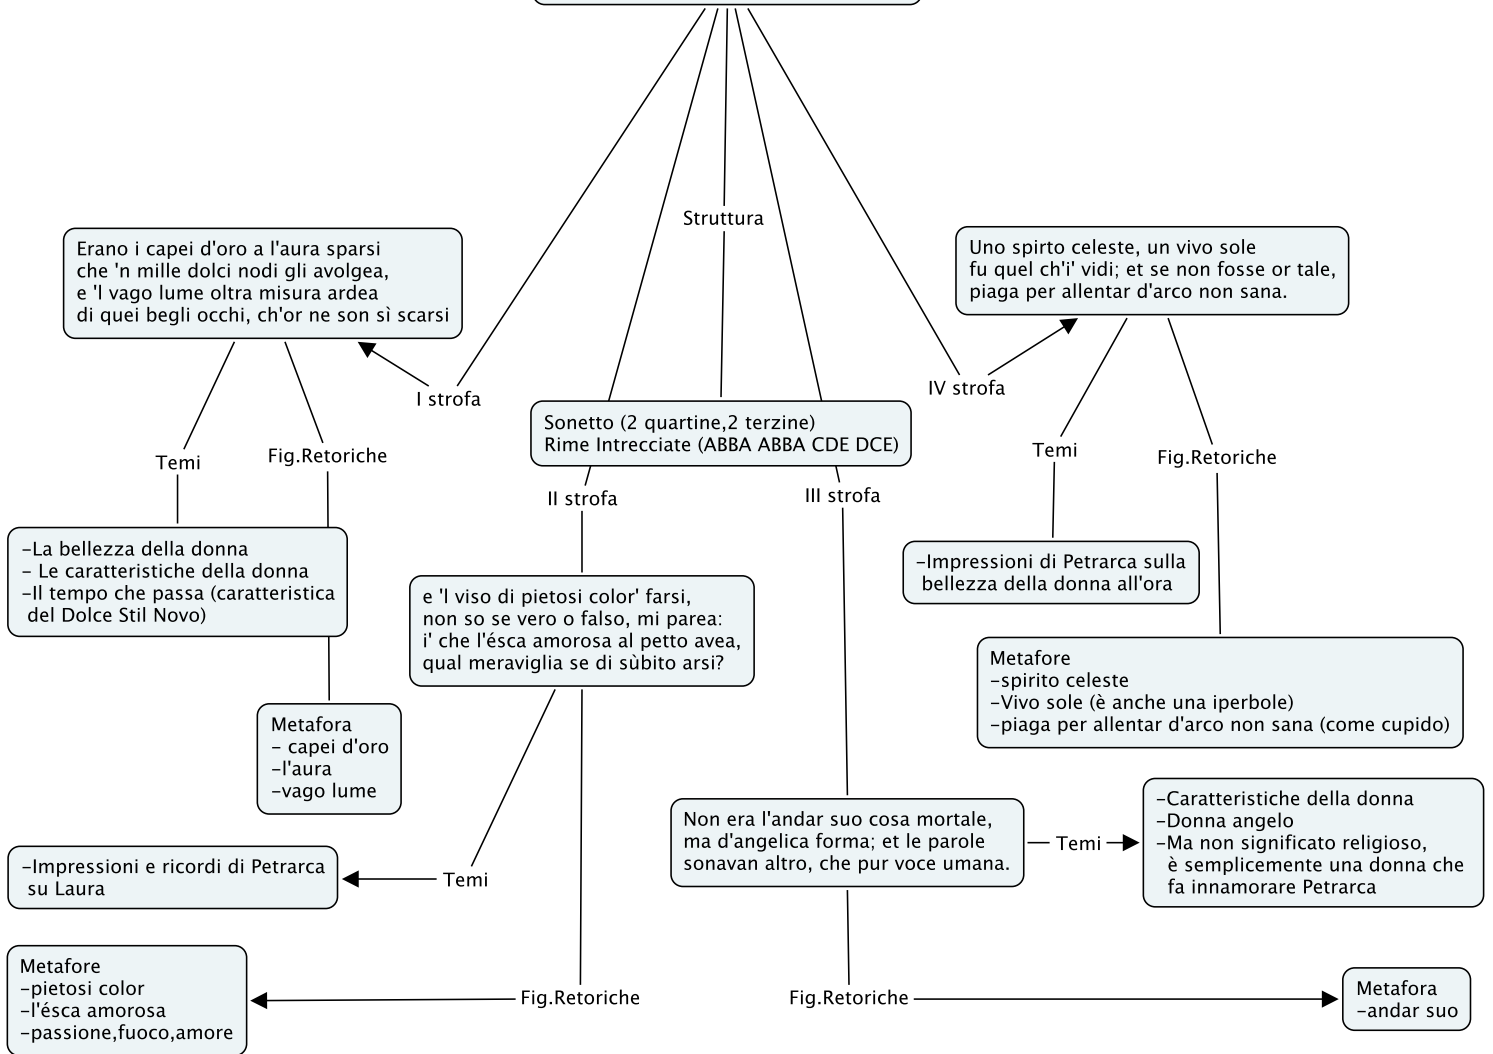 Struttura
Erano i capei d'oro a l'aura sparsi
che 'n mille dolci nodi gli avolgea,
e 'l vago lume oltra misura ardea
di quei begli occhi, ch'or ne son sì scarsi
Uno spirto celeste, un vivo sole
fu quel ch'i' vidi; et se non fosse or tale,
piaga per allentar d'arco non sana.
I strofa
IV strofa
Sonetto (2 quartine,2 terzine)
Rime Intrecciate (ABBA ABBA CDE DCE)
Temi
Fig.Retoriche
Temi
Fig.Retoriche
II strofa
III strofa
-La bellezza della donna
- Le caratteristiche della donna
-Il tempo che passa (caratteristica
del Dolce Stil Novo)
-Impressioni di Petrarca sulla
bellezza della donna all'ora
e 'l viso di pietosi color' farsi,
non so se vero o falso, mi parea:
i' che l'ésca amorosa al petto avea,
qual meraviglia se di sùbito arsi?
Metafore
-spirito celeste
-Vivo sole (è anche una iperbole)
-piaga per allentar d'arco non sana (come cupido)
Metafora
- capei d'oro
-l'aura
-vago lume
Non era l'andar suo cosa mortale,
ma d'angelica forma; et le parole
sonavan altro, che pur voce umana.
Temi
-Caratteristiche della donna
-Donna angelo
-Ma non significato religioso,
è semplicemente una donna che
fa innamorare Petrarca
-Impressioni e ricordi di Petrarca
su Laura
Temi
Metafore
-pietosi color
-l'ésca amorosa
-passione,fuoco,amore
Fig.Retoriche
Fig.Retoriche
Metafora
-andar suo